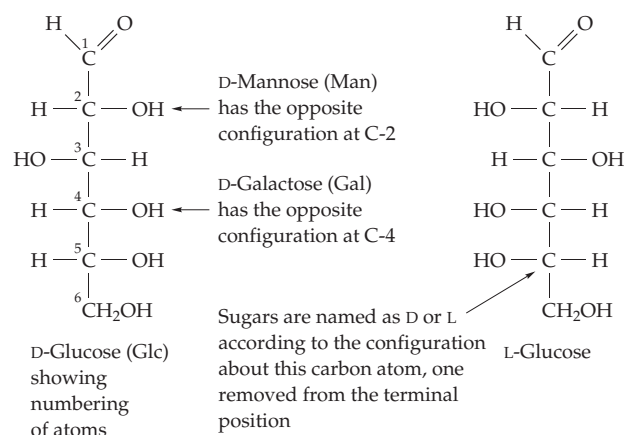 H O H O
1
C C
2
H — C — OH D-Mannose (Man) HO — C — H
has the opposite
configuration at C-2
3
HO — C — H H — C — OH
4
H — C — OH D-Galactose (Gal) HO — C — H
has the opposite
configuration at C-4
5
H — C — OH HO — C — H
6
CH₂OH CH₂OH
Sugars are named as D or L
according to the configuration
about this carbon atom, one
removed from the terminal
position
D-Glucose (Glc)
showing
numbering
of atoms
L-Glucose